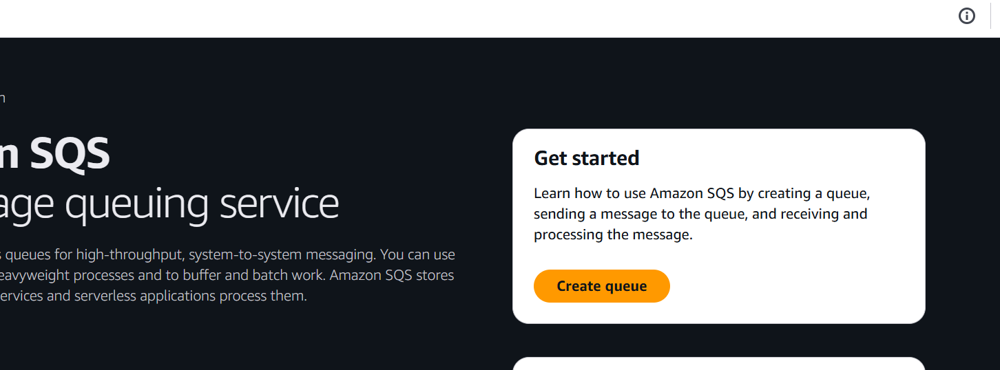 n SQS
age queuing service
queues for high-throughput, system-to-system messaging. You can use
eavyweight processes and to buffer and batch work. Amazon SQS stores
ervices and serverless applications process them.
Get started
Learn how to use Amazon SQS by creating a queue,
sending a message to the queue, and receiving and
processing the message.
Create queue